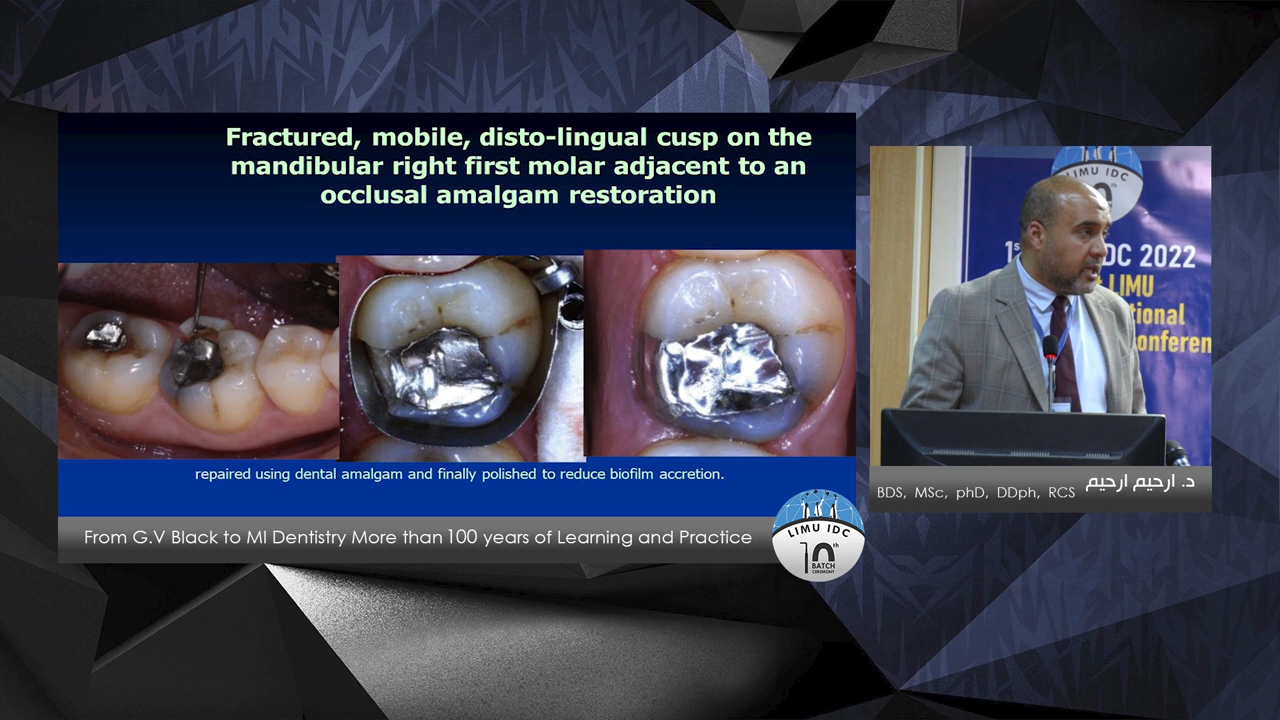 Fractured, mobile, disto-lingual cusp on the
mandibular right first molar adjacent to an
occlusal amalgam restoration
repaired using dental amalgam and finally polished to reduce biofilm accretion.
From G.V Black to MI Dentistry More than 100 years of Learning and Practice
LIMU IDC
10th
BATCH
CEREMONY
LIMU IDC
1st
DC 2022
LIMU
tional
onferen
د. ارحيم ارحيم
BDS, MSc, phD, DDph, RCS